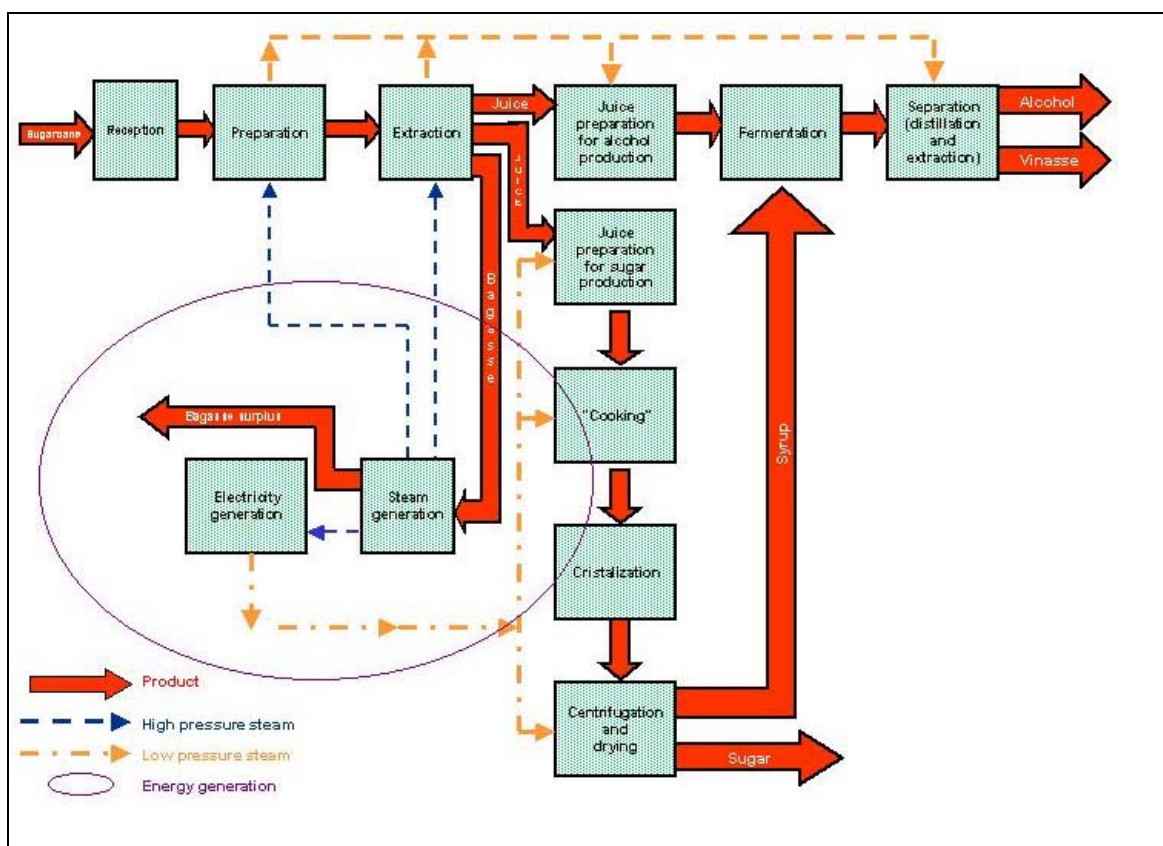 Sugarcane
Reception
Preparation
Extraction
Juice
Juice
preparation
for alcohol
production
Fermentation
Separation
(distillation
and
extraction)
Alcohol
Vinasse
Juice
Juice
preparation
for sugar
production
Bagasse
"Cooking"
Bagasse surplus
Electricity
generation
Steam
generation
Syrup
Cristalization
Centrifugation
and
drying
Sugar
Product
High pressure steam
Low pressure steam
Energy generation